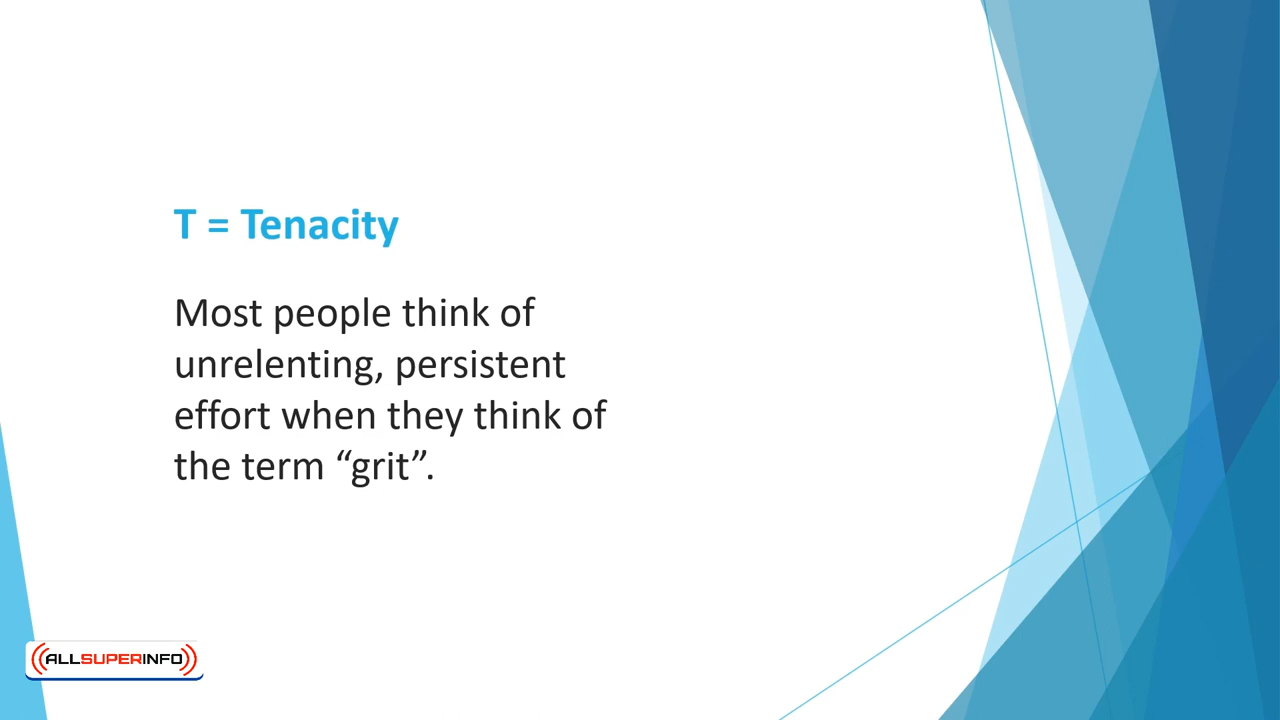 T = Tenacity
Most people think of
unrelenting, persistent
effort when they think of
the term “grit”.
ALLSUPERINFO